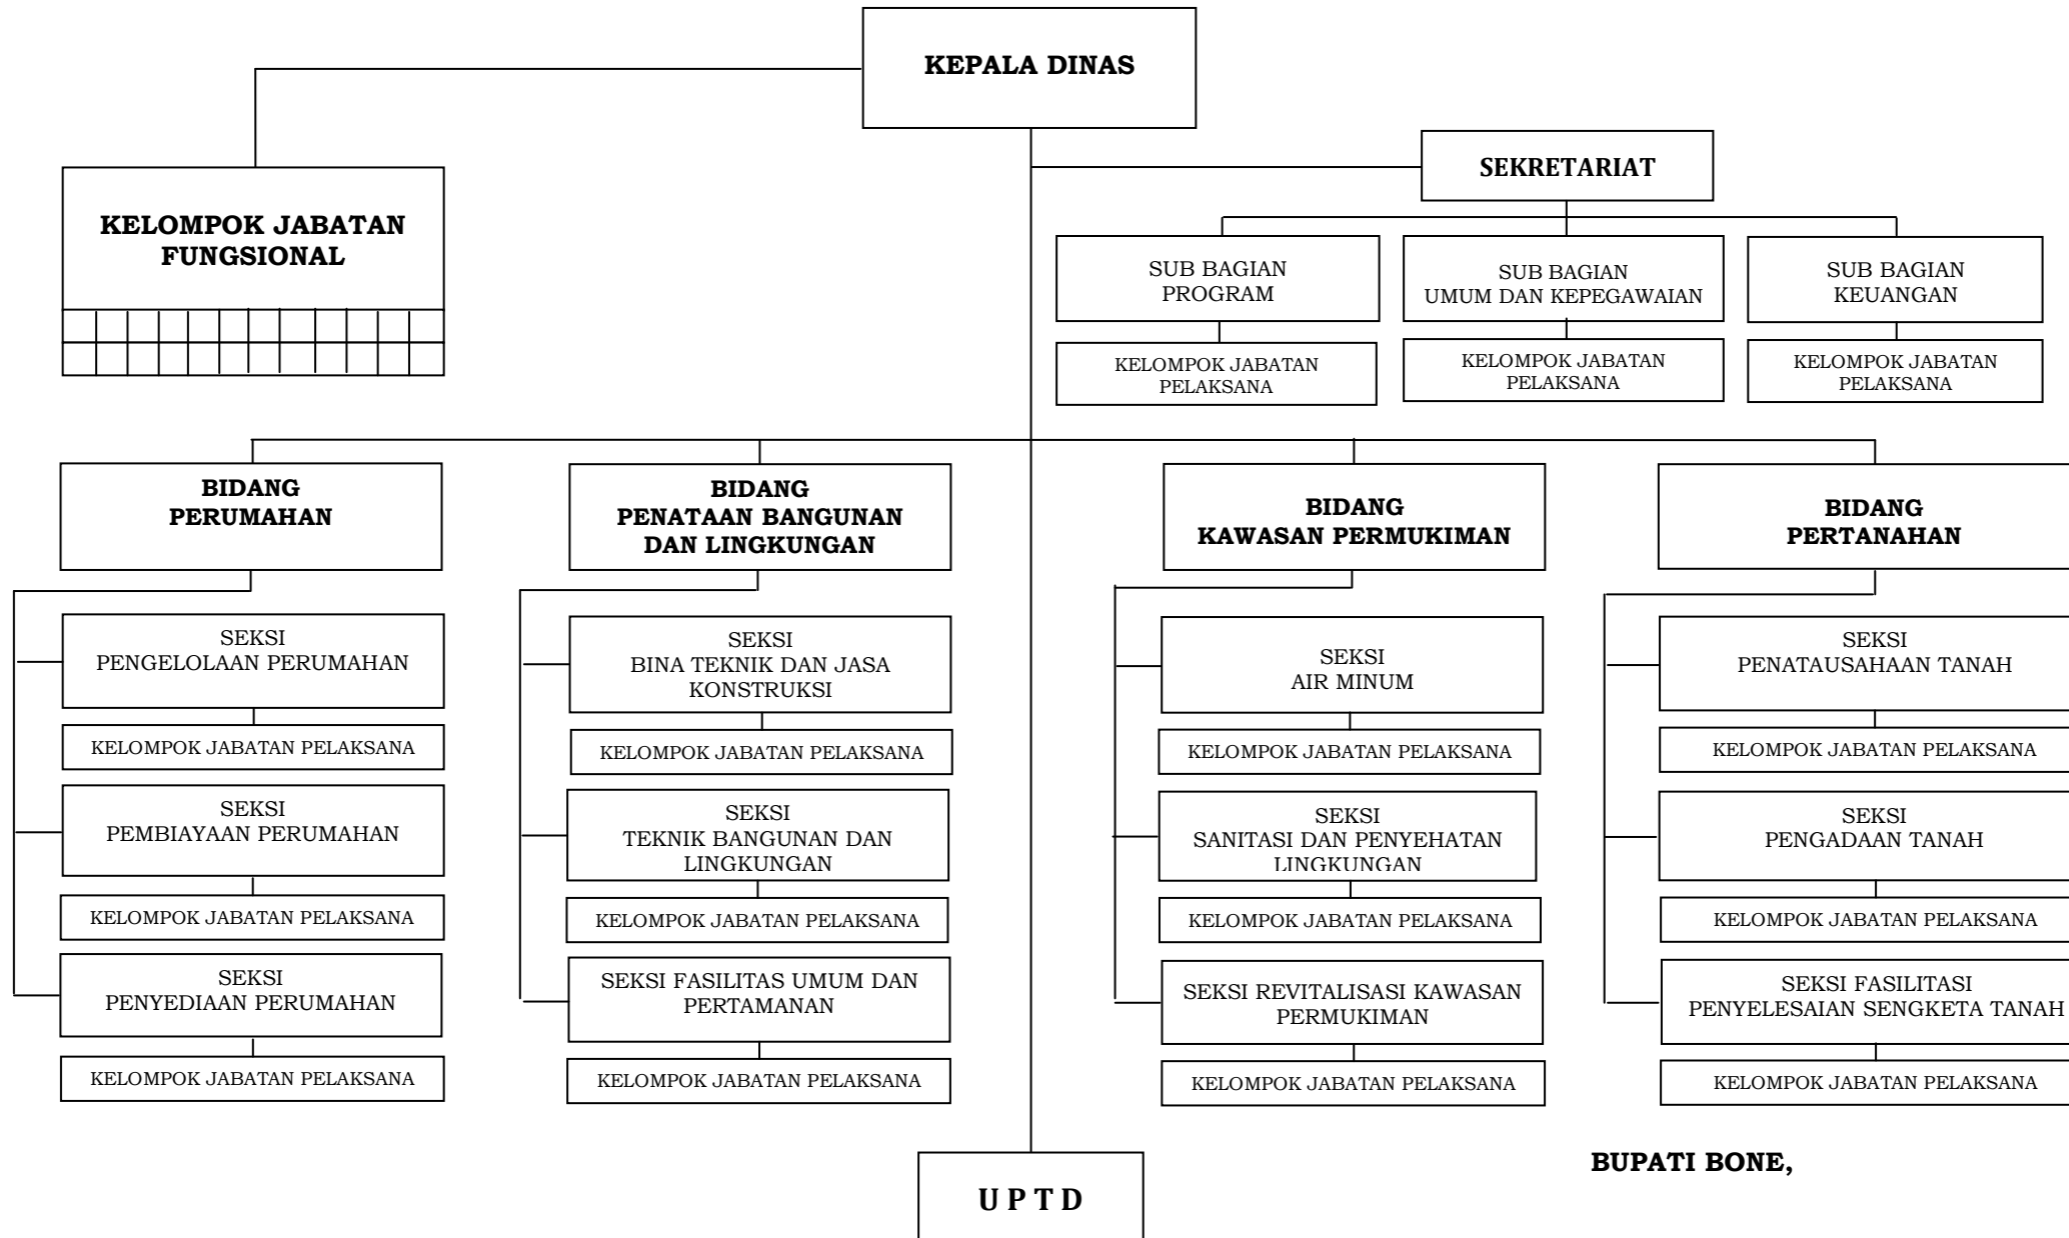 KEPALA DINAS
SEKRETARIAT
KELOMPOK JABATAN
FUNGSIONAL
SUB BAGIAN
PROGRAM
SUB BAGIAN
UMUM DAN KEPEGAWAIAN
SUB BAGIAN
KEUANGAN
KELOMPOK JABATAN
PELAKSANA
KELOMPOK JABATAN
PELAKSANA
KELOMPOK JABATAN
PELAKSANA
BIDANG
PERUMAHAN
BIDANG
PENATAAN BANGUNAN
DAN LINGKUNGAN
BIDANG
KAWASAN PERMUKIMAN
BIDANG
PERTANAHAN
SEKSI
PENGELOLAAN PERUMAHAN
SEKSI
BINA TEKNIK DAN JASA
KONSTRUKSI
SEKSI
AIR MINUM
SEKSI
PENATAUSAHAAN TANAH
KELOMPOK JABATAN PELAKSANA
KELOMPOK JABATAN PELAKSANA
KELOMPOK JABATAN PELAKSANA
KELOMPOK JABATAN PELAKSANA
SEKSI
PEMBIAYAAN PERUMAHAN
SEKSI
TEKNIK BANGUNAN DAN
LINGKUNGAN
SEKSI
SANITASI DAN PENYEHATAN
LINGKUNGAN
SEKSI
PENGADAAN TANAH
KELOMPOK JABATAN PELAKSANA
KELOMPOK JABATAN PELAKSANA
KELOMPOK JABATAN PELAKSANA
KELOMPOK JABATAN PELAKSANA
SEKSI
PENYEDIAAN PERUMAHAN
SEKSI FASILITAS UMUM DAN
PERTAMANAN
SEKSI REVITALISASI KAWASAN
PERMUKIMAN
SEKSI FASILITASI
PENYELESAIAN SENGKETA TANAH
KELOMPOK JABATAN PELAKSANA
KELOMPOK JABATAN PELAKSANA
KELOMPOK JABATAN PELAKSANA
KELOMPOK JABATAN PELAKSANA
BUPATI BONE,
U P T D